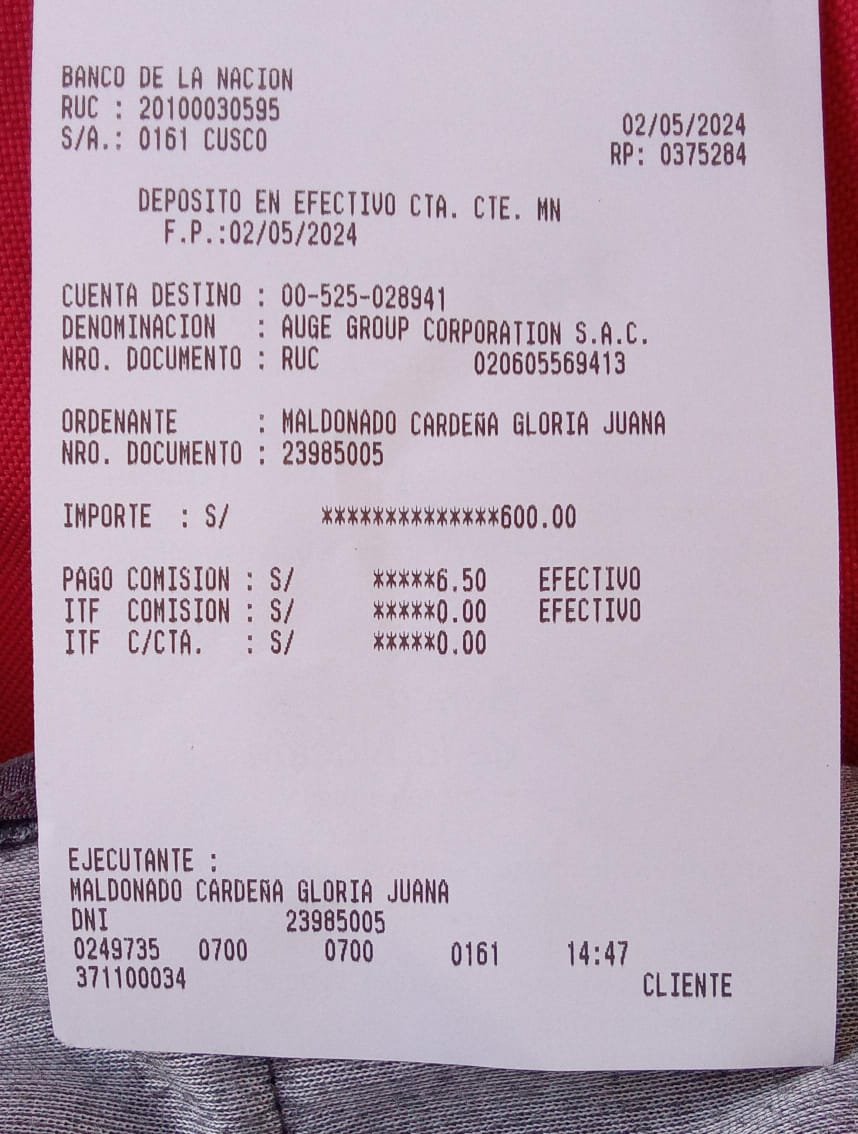 BANCO DE LA NACION
RUC : 20100030595
S/A.: 0161 CUSCO
02/05/2024
RP: 0375284
DEPOSITO EN EFECTIVO CTA. CTE. MN
F.P.:02/05/2024
CUENTA DESTINO : 00-525-028941
DENOMINACION : AUGE GROUP CORPORATION S.A.C.
NRO. DOCUMENTO : RUC 020605569413
ORDENANTE : MALDONADO CARDEÑA GLORIA JUANA
NRO. DOCUMENTO : 23985005
IMPORTE : S/ **************600.00
PAGO COMISION : S/ *****6.50 EFECTIVO
ITF COMISION : S/ *****0.00 EFECTIVO
ITF C/CTA. : S/ *****0.00
EJECUTANTE :
MALDONADO CARDEÑA GLORIA JUANA
DNI 23985005
0249735 0700 0700 0161 14:47
371100034
CLIENTE